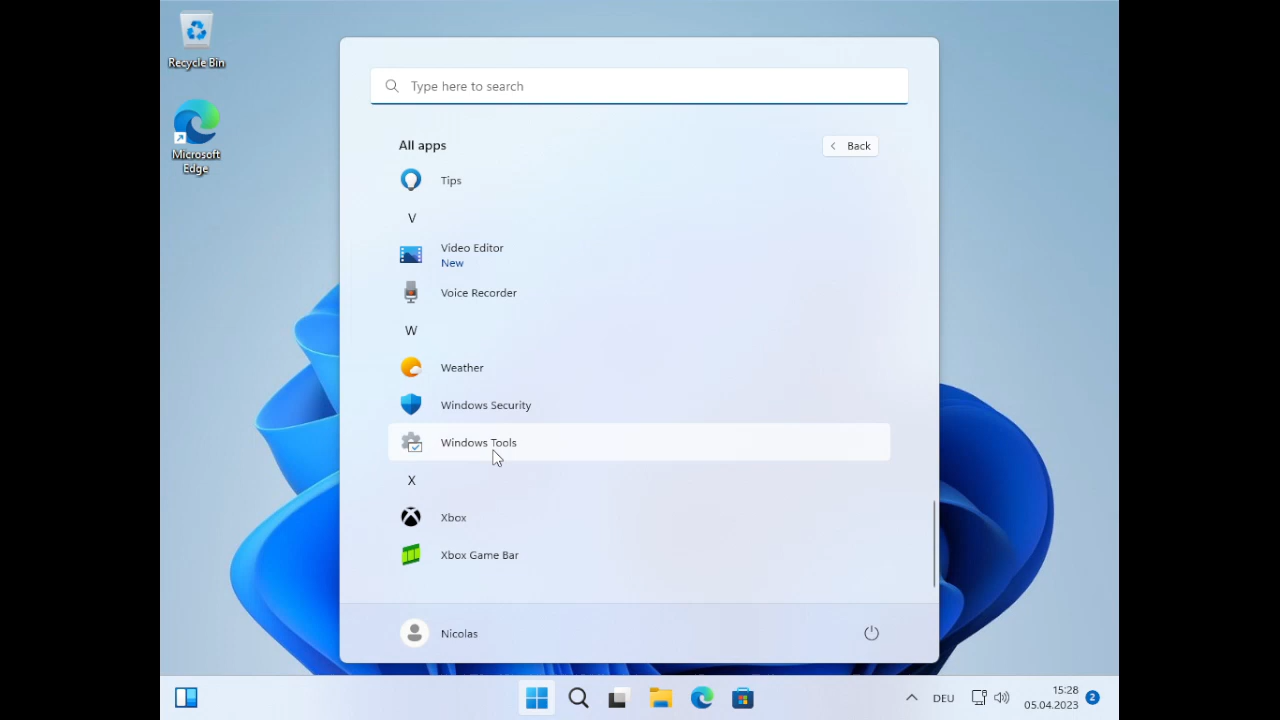 Recycle Bin
Microsoft
Edge
Type here to search
All apps
Back
Tips
V
Video Editor
New
Voice Recorder
W
Weather
Windows Security
Windows Tools
X
Xbox
Xbox Game Bar
Nicolas
DEU
15:28
05.04.2023
2